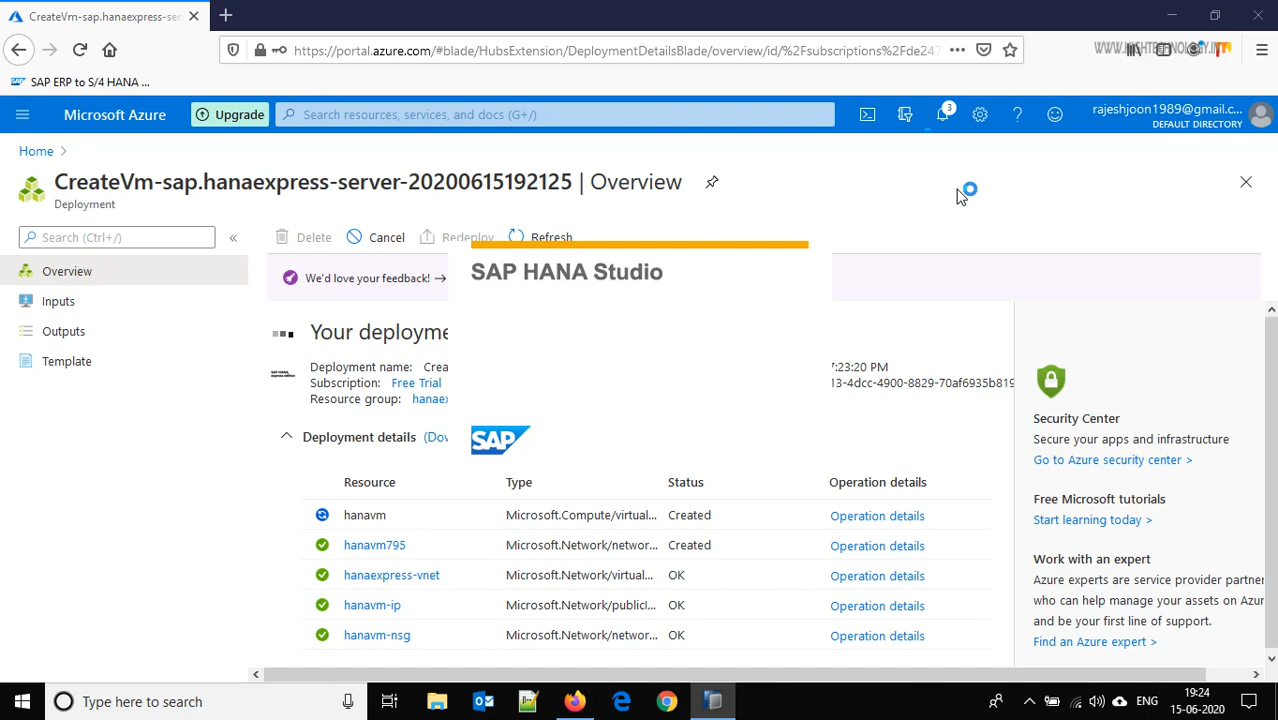 CreateVm-sap.hanaexpress-ser
https://portal.azure.com/#blade/HubsExtension/DeploymentDetailsBlade/overview/id/%2Fsubscriptions%2Fde247
SAP ERP to S/4 HANA ...
Microsoft Azure
Upgrade
Search resources, services, and docs (G+/)
3
rajeshjoon1989@gmail.c...
DEFAULT DIRECTORY
Home
CreateVm-sap.hanaexpress-server-20200615192125 | Overview
Deployment
Search (Ctrl+/)
Delete
Cancel
Redeploy
Refresh
Overview
Inputs
Outputs
Template
We'd love your feedback! →
SAP HANA Studio
SAP
Your deployme
Deployment name: Crea
7:23:20 PM
Subscription: Free Trial
13-4dcc-4900-8829-70af6935b819
Resource group: hanaex
Deployment details (Dov
Resource Type Status Operation details
hanavm Microsoft.Compute/virtual... Created Operation details
hanavm795 Microsoft.Network/networ... Created Operation details
hanaexpress-vnet Microsoft.Network/virtual... OK Operation details
hanavm-ip Microsoft.Network/publicI... OK Operation details
hanavm-nsg Microsoft.Network/networ... OK Operation details
Security Center
Secure your apps and infrastructure
Go to Azure security center >
Free Microsoft tutorials
Start learning today >
Work with an expert
Azure experts are service provider partner
who can help manage your assets on Azur
and be your first line of support.
Find an Azure expert >
Type here to search
ENG
19:24
15-06-2020